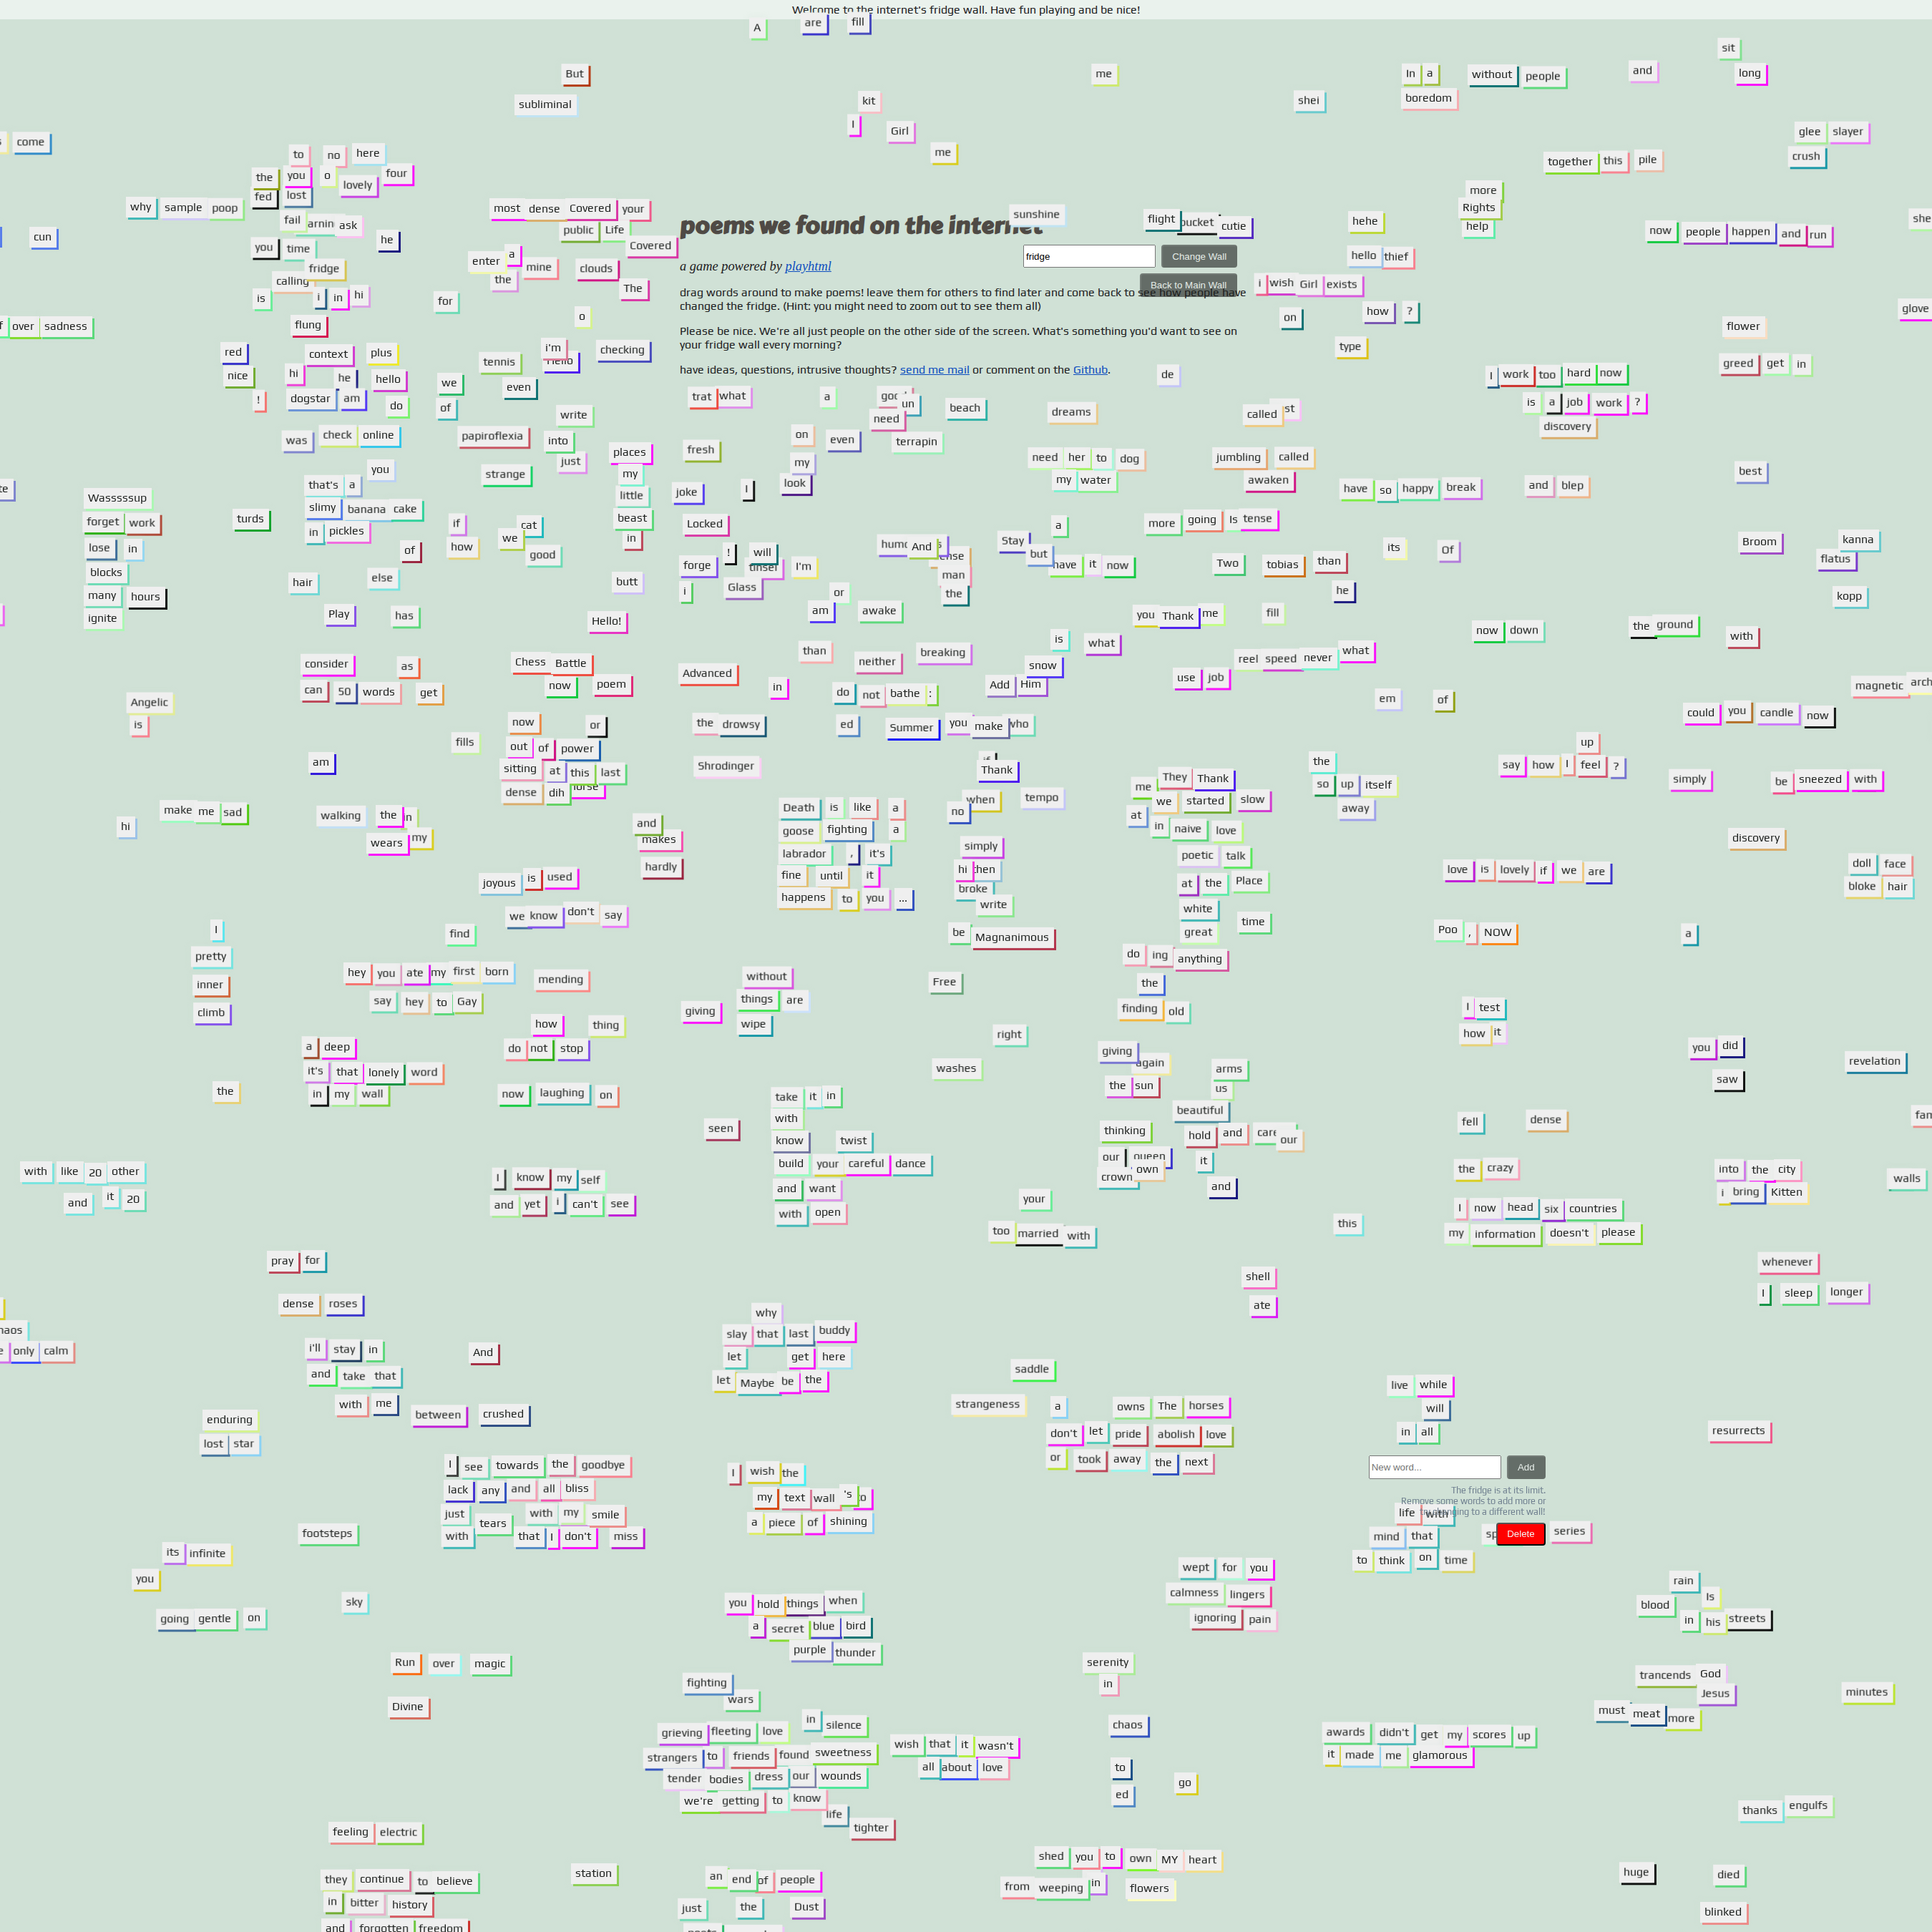 Welcome to the internet's fridge wall. Have fun playing and be nice!
A are fill
sit
But me In a without people and long
subliminal kit shei boredom
I Girl glee slayer
come me crush
to no here together this pile
the you o lovely four
fed lost more
why sample poop most dense Covered your sunshine Rights
fail ask flight cutie hehe help
cun you time he public Life poems we found on the internet now people happen and run
Covered
enter a mine clouds a game powered by playhtml fridge Change Wall hello thief
fridge the
calling The Back to Main Wall i wish Girl exists
is i in hi for drag words around to make poems! leave them for others to find later and come back to see how people have
changed the fridge. (Hint: you might need to zoom out to see them all) how ? glove
flung o on
over sadness Please be nice. We're all just people on the other side of the screen. What's something you'd want to see on flower
your fridge wall every morning?
red context plus i'm checking type
nice hi he hello we tennis even have ideas, questions, intrusive thoughts? send me mail or comment on the Github. de greed get in
I work too hard now
! dogstar am do of trat what a need beach dreams called is a job work ?
write discovery
was check online papiroflexia into on even terrapin
places fresh
you strange just my my need her to dog jumbling called best
that's a little joke I look my water awaken have so happy break and blep
Wasssssup beast
forget work slimy banana cake turds if cat Locked a more going Is tense
lose in in pickles we in And Stay but its Of Broom kanna
of how good ! will flatus
blocks forge I'm man it now Two tobias than
many hours hair else butt i Glass or the he kopp
ignite Play has Hello! am awake you Thank me fill
now down the ground with
than breaking is what
consider as Chess Battle neither snow reel speed never what
can 50 words get now poem Advanced in do not bathe : Add Him use job
Angelic magnetic
is em of could you candle now
now or the drowsy ed Summer you make
fills out of power up
am sitting at this last Shrodinger Thank the say how I feel ?
dense dih They Thank so up itself simply be sneezed with
me
make me sad walking the Death is like a no when tempo we started slow away
hi and goose fighting a at in naive love
wears my makes labrador , it's simply discovery
hardly fine until it hi poetic talk doll face
joyous is used happens to you ... broke at the Place love is lovely if we are bloke hair
write
we know don't say white time
I find be Magnanimous great Poo , NOW a
pretty do ing anything
hey you ate my first born mending without Free the
inner say hey to Gay things are finding old
climb giving wipe I test
how thing right how it
a deep do not stop giving you did
it's that lonely word washes again arms revelation
the in my wall now laughing on the sun us saw
take it in
with beautiful
seen know twist thinking hold and our fell dense
with like 20 other build your careful dance our own it the crazy into the city
crown walls
and it 20 I know my self and want and i bring Kitten
and yet i can't see with open your I now head six countries
this
too married with my information doesn't please
pray for whenever
shell
dense roses ate I sleep longer
why
slay that last buddy
only calm i'll stay in And let get here
and take that let Maybe be the saddle
with me live while
between crushed strangeness a owns The horses will
enduring don't let pride abolish love in all resurrects
lost star or took away the next
I see towards the goodbye I wish the New word... Add
lack any and all bliss my text wall 's The fridge is at its limit.
Remove some words to add more or
just tears with my smile a piece of shining life
footsteps with that I don't miss mind that Delete series
its infinite to think on time
you wept for you
rain
sky you hold things when calmness lingers blood Is
going gentle on a secret blue bird ignoring pain in his streets
purple thunder
Run over magic serenity
fighting in trancends God
Divine wars Jesus minutes
in silence must meat more
grieving fleeting love chaos
strangers to friends found sweetness wish that it wasn't awards didn't get my scores up
tender bodies dress our wounds all about love to it made me glamorous
we're getting to know ed go
life thanks engulfs
feeling electric tighter
shed you to own MY heart
they continue to believe station an end of people from weeping in flowers huge died
in bitter history just the Dust blinked
and forgotten freedom